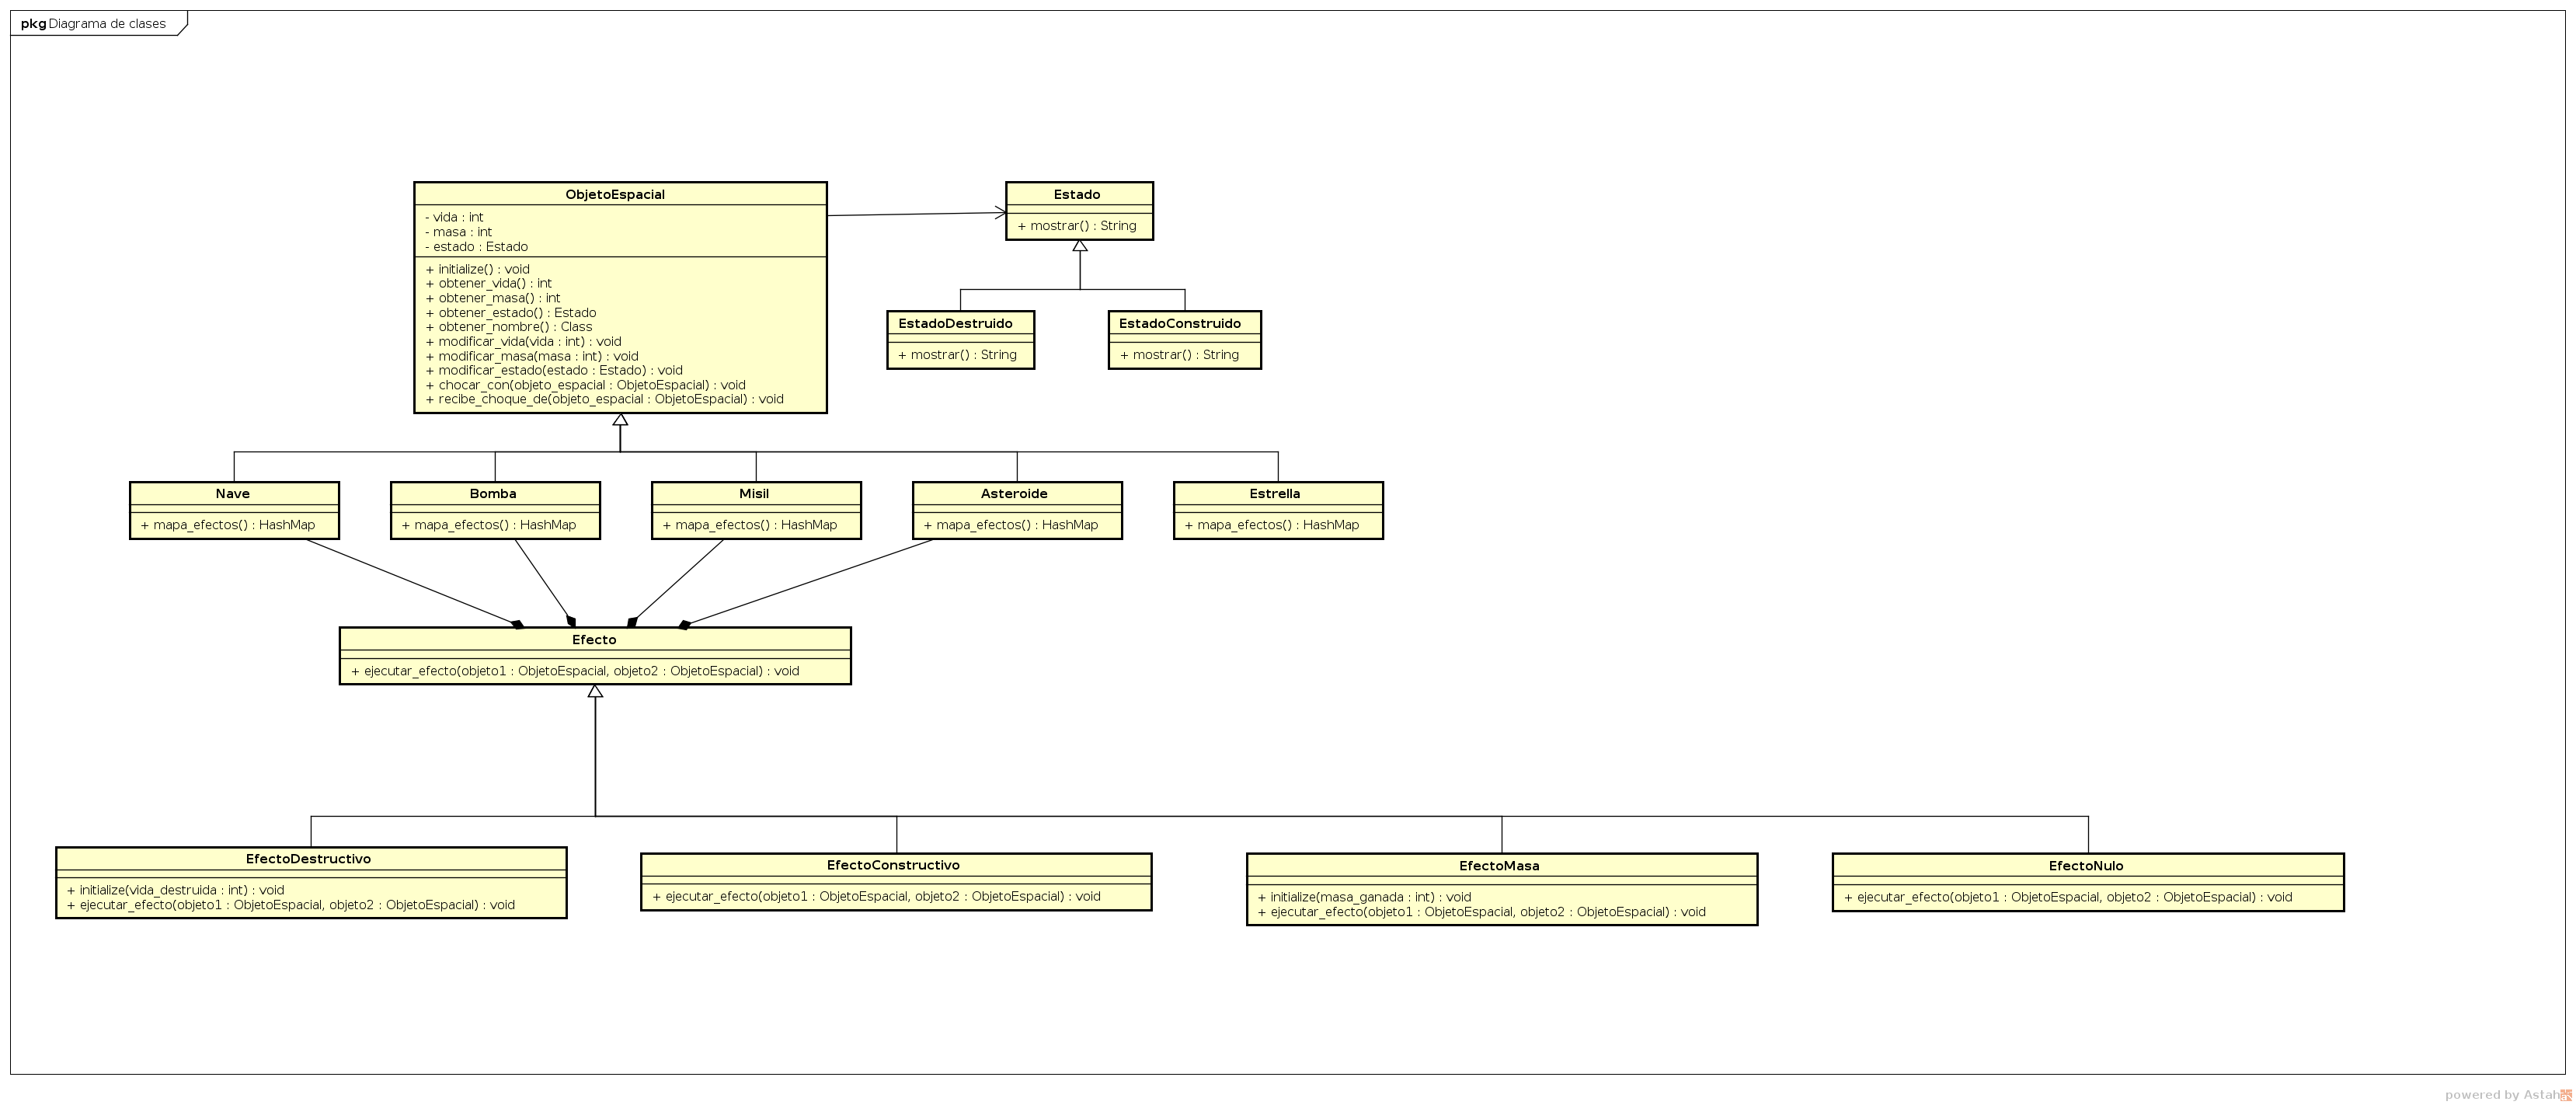 pkg Diagrama de clases
ObjetoEspacial
- vida : int
- masa : int
- estado : Estado
+ initialize() : void
+ obtener_vida() : int
+ obtener_masa() : int
+ obtener_estado() : Estado
+ obtener_nombre() : Class
+ modificar_vida(vida : int) : void
+ modificar_masa(masa : int) : void
+ modificar_estado(estado : Estado) : void
+ chocar_con(objeto_espacial : ObjetoEspacial) : void
+ recibe_choque_de(objeto_espacial : ObjetoEspacial) : void
Estado
+ mostrar() : String
EstadoDestruido
+ mostrar() : String
EstadoConstruido
+ mostrar() : String
Nave
+ mapa_efectos() : HashMap
Bomba
+ mapa_efectos() : HashMap
Misil
+ mapa_efectos() : HashMap
Asteroide
+ mapa_efectos() : HashMap
Estrella
+ mapa_efectos() : HashMap
Efecto
+ ejecutar_efecto(objeto1 : ObjetoEspacial, objeto2 : ObjetoEspacial) : void
EfectoDestructivo
+ initialize(vida_destruida : int) : void
+ ejecutar_efecto(objeto1 : ObjetoEspacial, objeto2 : ObjetoEspacial) : void
EfectoConstructivo
+ ejecutar_efecto(objeto1 : ObjetoEspacial, objeto2 : ObjetoEspacial) : void
EfectoMasa
+ initialize(masa_ganada : int) : void
+ ejecutar_efecto(objeto1 : ObjetoEspacial, objeto2 : ObjetoEspacial) : void
EfectoNulo
+ ejecutar_efecto(objeto1 : ObjetoEspacial, objeto2 : ObjetoEspacial) : void
powered by Astah